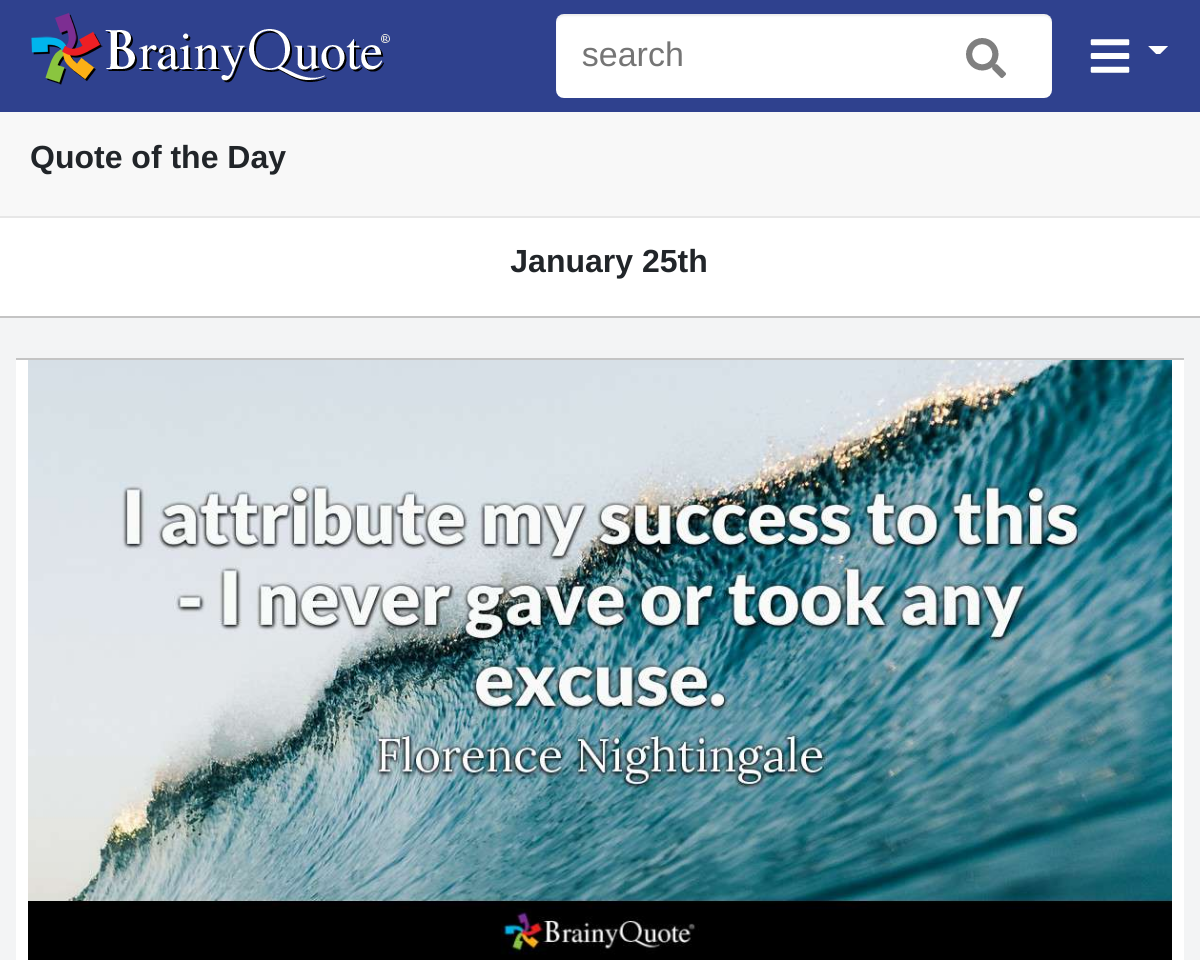 BrainyQuote®
search
Quote of the Day
January 25th
I attribute my success to this
- I never gave or took any
excuse.
Florence Nightingale
BrainyQuote®